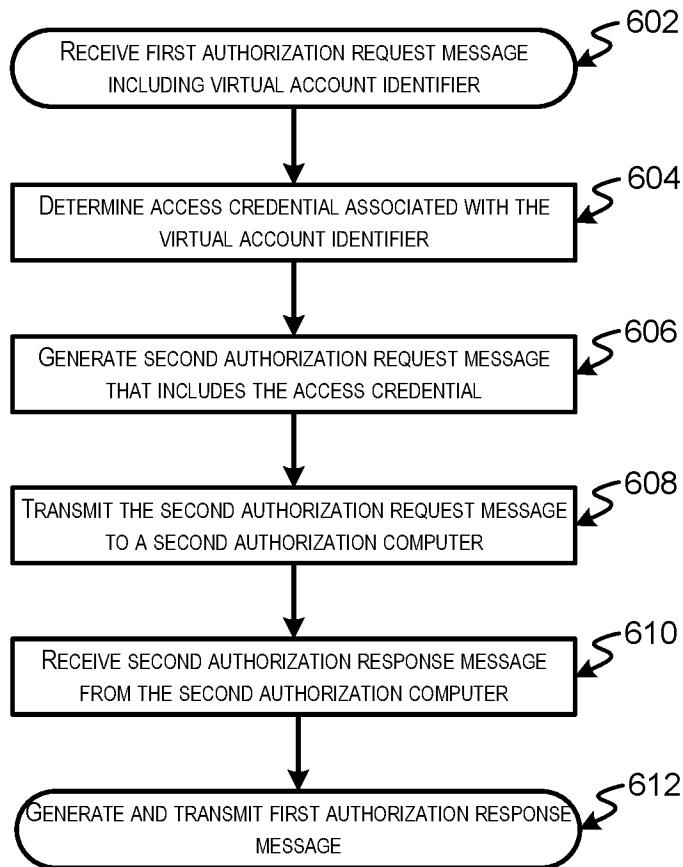 602
RECEIVE FIRST AUTHORIZATION REQUEST MESSAGE
INCLUDING VIRTUAL ACCOUNT IDENTIFIER
604
DETERMINE ACCESS CREDENTIAL ASSOCIATED WITH THE
VIRTUAL ACCOUNT IDENTIFIER
606
GENERATE SECOND AUTHORIZATION REQUEST MESSAGE
THAT INCLUDES THE ACCESS CREDENTIAL
608
TRANSMIT THE SECOND AUTHORIZATION REQUEST MESSAGE
TO A SECOND AUTHORIZATION COMPUTER
610
RECEIVE SECOND AUTHORIZATION RESPONSE MESSAGE
FROM THE SECOND AUTHORIZATION COMPUTER
612
GENERATE AND TRANSMIT FIRST AUTHORIZATION RESPONSE
MESSAGE